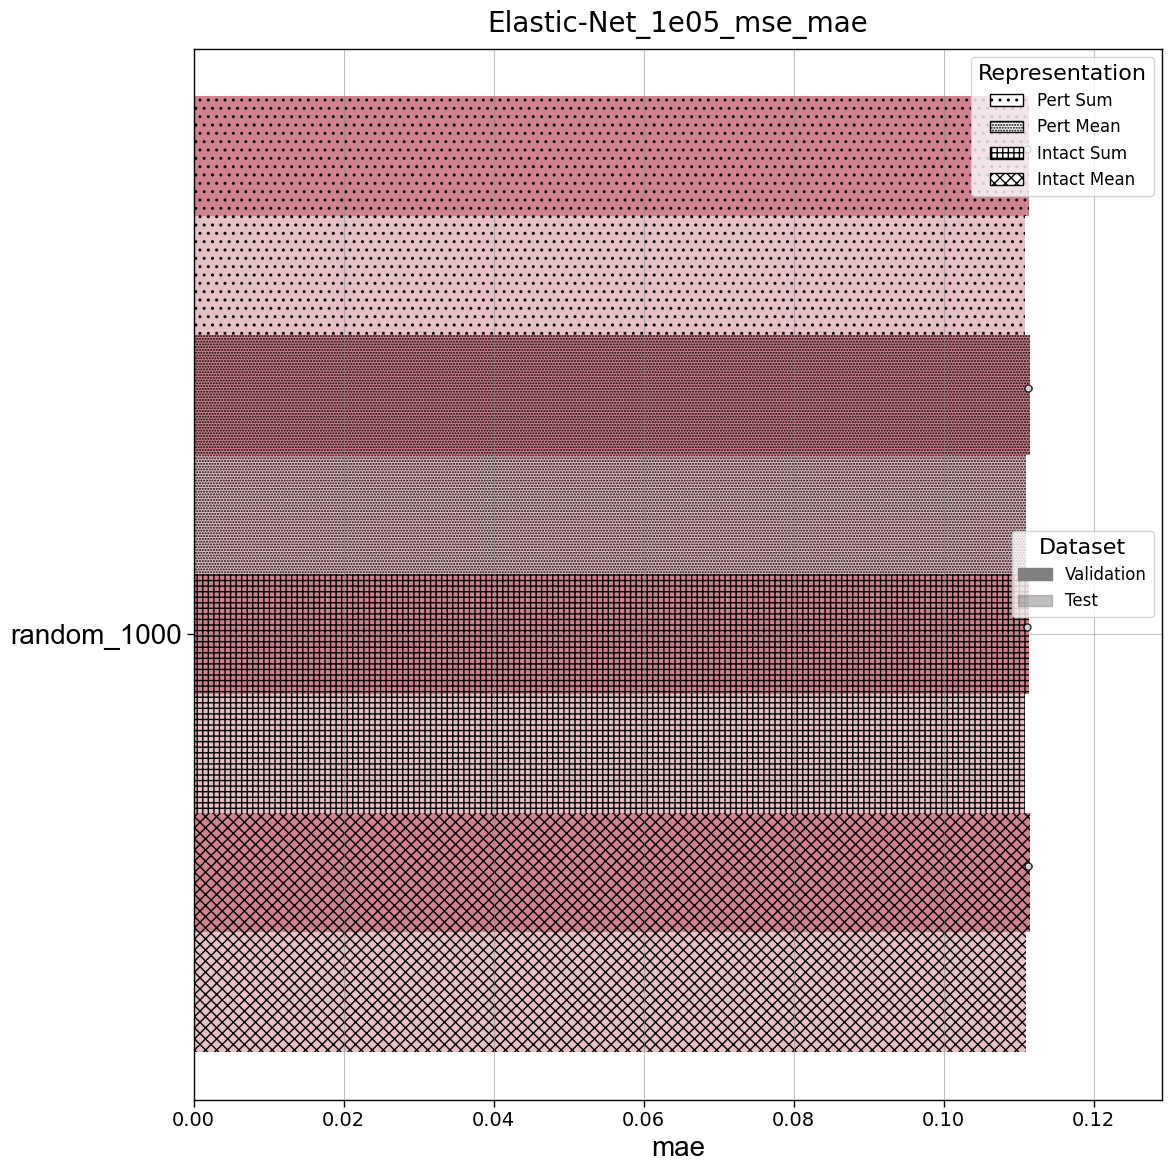 Elastic-Net_1e05_mse_mae
Representation
Pert Sum
Pert Mean
Intact Sum
Intact Mean
Dataset
Validation
Test
random_1000
0.00 0.02 0.04 0.06 0.08 0.10 0.12
mae